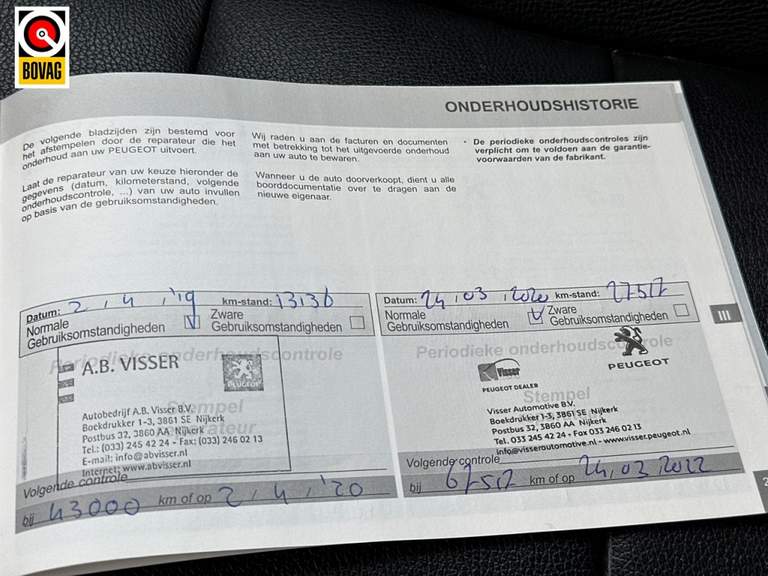 BOVAG
ONDERHOUDSHISTORIE
De volgende bladzijden zijn bestemd voor
het afstempelen door de reparateur die het
onderhoud aan uw PEUGEOT uitvoert.
Laat de reparateur van uw keuze hieronder de
gegevens (datum, kilometerstand, volgende
onderhoudscontrole, ...) van uw auto invullen
op basis van de gebruiksomstandigheden.
Wij raden u aan de facturen en documenten
met betrekking tot het uitgevoerde onderhoud
aan uw auto te bewaren.
Wanneer u de auto doorverkoopt, dient u alle
boorddocumentatie over te dragen aan de
nieuwe eigenaar.
• De periodieke onderhoudscontroles zijn
verplicht om te voldoen aan de garantie-
voorwaarden van de fabrikant.
Datum: 2, 4, '19 km-stand: 13136
Normale
Gebruiksomstandigheden
Zware
Gebruiksomstandigheden
Periodieke onderhoudscontrole
A.B. VISSER
PEUGEOT
Stempel
Autobedrijf A.B. Visser B.V.
Boekdrukker 1-3, 3861 SE Nijkerk
Postbus 32, 3860 AA Nijkerk
Tel.: (033) 245 42 24 - Fax: (033) 246 02 13
E-mail: info@abvisser.nl
Internet: www.abvisser.nl
Volgende controle
bij 43000 km of op 2, 4, '20
Datum: 24, 03, 2020 km-stand: 27517
Normale
Gebruiksomstandigheden
Zware
Gebruiksomstandigheden
III
Periodieke onderhoudscontrole
PEUGEOT
Visser
PEUGEOT DEALER
Stempel
Visser Automotive B.V.
Boekdrukker 1-3, 3861 SE Nijkerk
Postbus 32, 3860 AA Nijkerk
Tel. 033 245 42 24 • Fax 033 246 02 13
info@visserautomotive.nl - www.visser.peugeot.nl
Volgende controle
bij 67517 km of op 24, 03, 2022